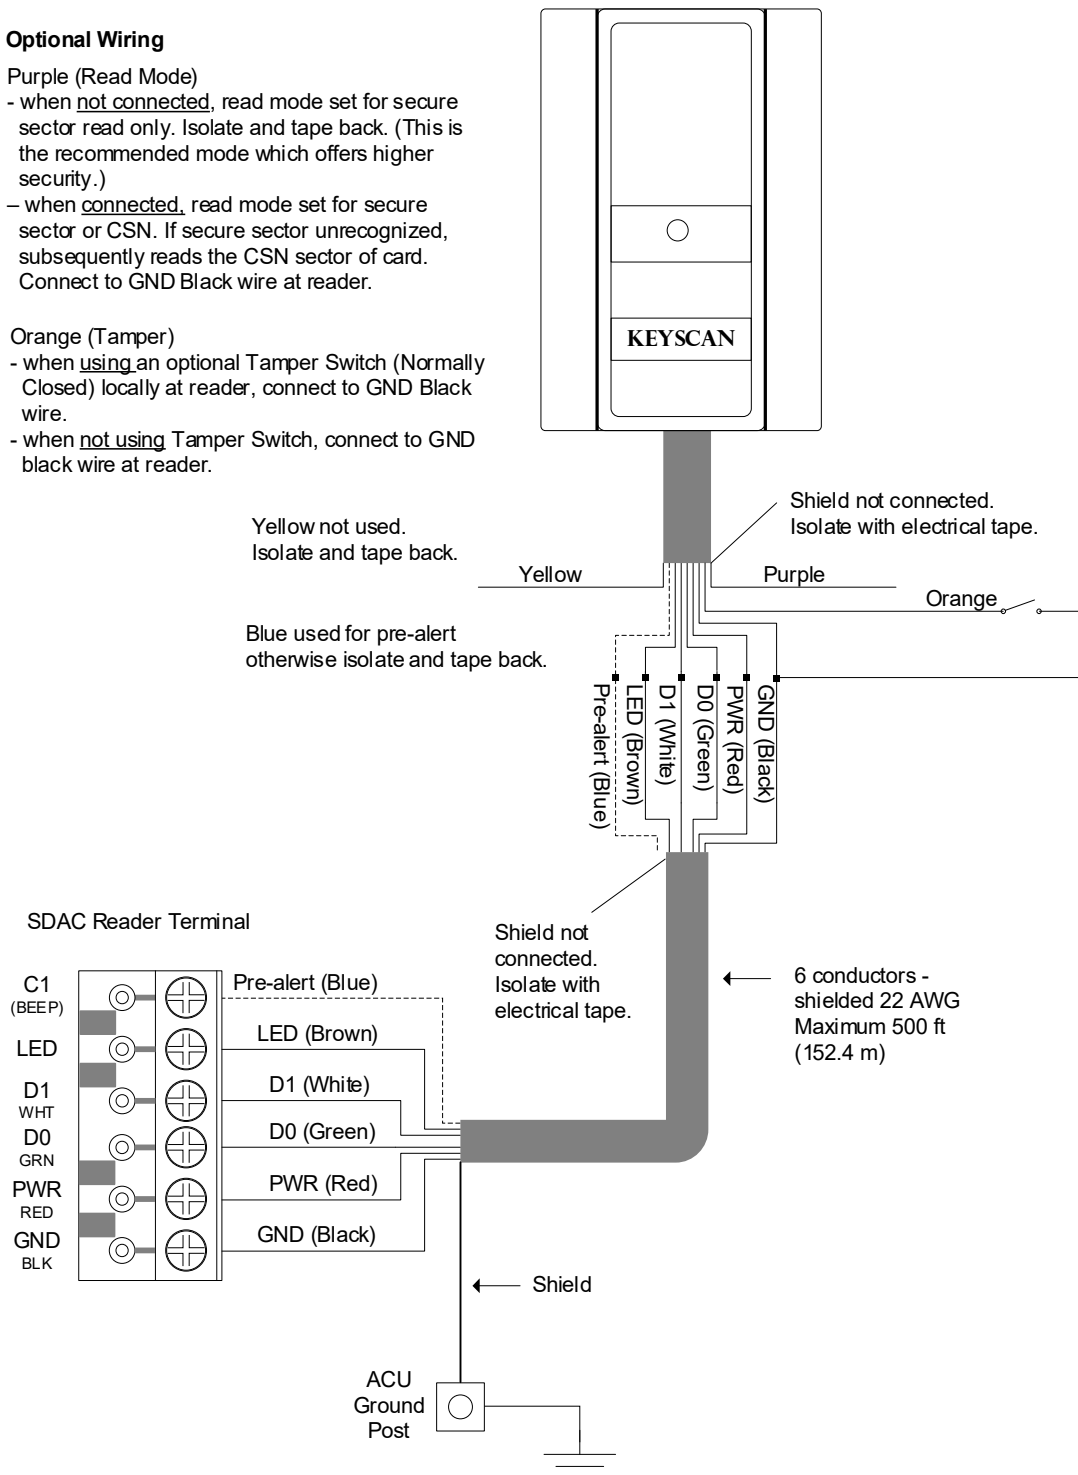 Optional Wiring
Purple (Read Mode)
- when not connected, read mode set for secure
sector read only. Isolate and tape back. (This is
the recommended mode which offers higher
security.)
– when connected, read mode set for secure
sector or CSN. If secure sector unrecognized,
subsequently reads the CSN sector of card.
Connect to GND Black wire at reader.
Orange (Tamper)
- when using an optional Tamper Switch (Normally
Closed) locally at reader, connect to GND Black
wire.
- when not using Tamper Switch, connect to GND
black wire at reader.
KEYSCAN
Shield not connected.
Isolate with electrical tape.
Yellow not used.
Isolate and tape back.
Yellow
Purple
Orange
Blue used for pre-alert
otherwise isolate and tape back.
Pre-alert (Blue)
LED (Brown)
D1 (White)
D0 (Green)
PWR (Red)
GND (Black)
Shield not
connected.
Isolate with
electrical tape.
6 conductors -
shielded 22 AWG
Maximum 500 ft
(152.4 m)
SDAC Reader Terminal
C1
(BEEP)
Pre-alert (Blue)
LED
LED (Brown)
D1
WHT
D1 (White)
D0
GRN
D0 (Green)
PWR
RED
PWR (Red)
GND
BLK
GND (Black)
Shield
ACU
Ground
Post